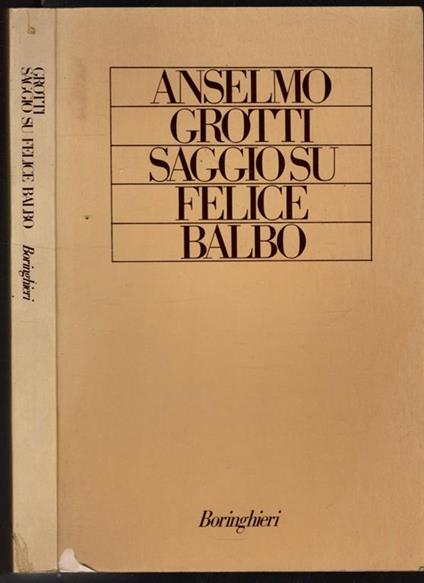 GROTTI
SAGGIO SU FELICE BALBO
Boringhieri
ANSELMO
GROTTI
SAGGIO SU
FELICE
BALBO
Boringhieri